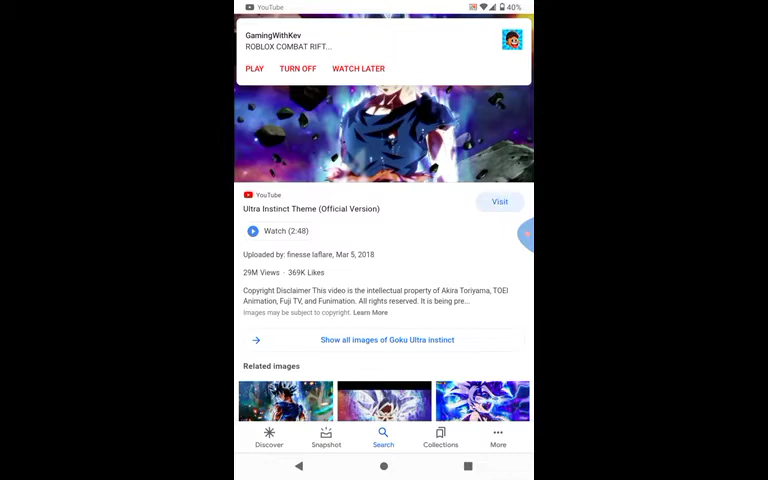 YouTube
40%
GamingWithKev
ROBLOX COMBAT RIFT...
PLAY TURN OFF WATCH LATER
YouTube
Ultra Instinct Theme (Official Version)
Visit
Watch (2:48)
Uploaded by: finesse laflare, Mar 5, 2018
29M Views · 369K Likes
Copyright Disclaimer This video is the intellectual property of Akira Toriyama, TOEI
Animation, Fuji TV, and Funimation. All rights reserved. It is being pre...
Images may be subject to copyright. Learn More
Show all images of Goku Ultra instinct
Related images
Discover Snapshot Search Collections More